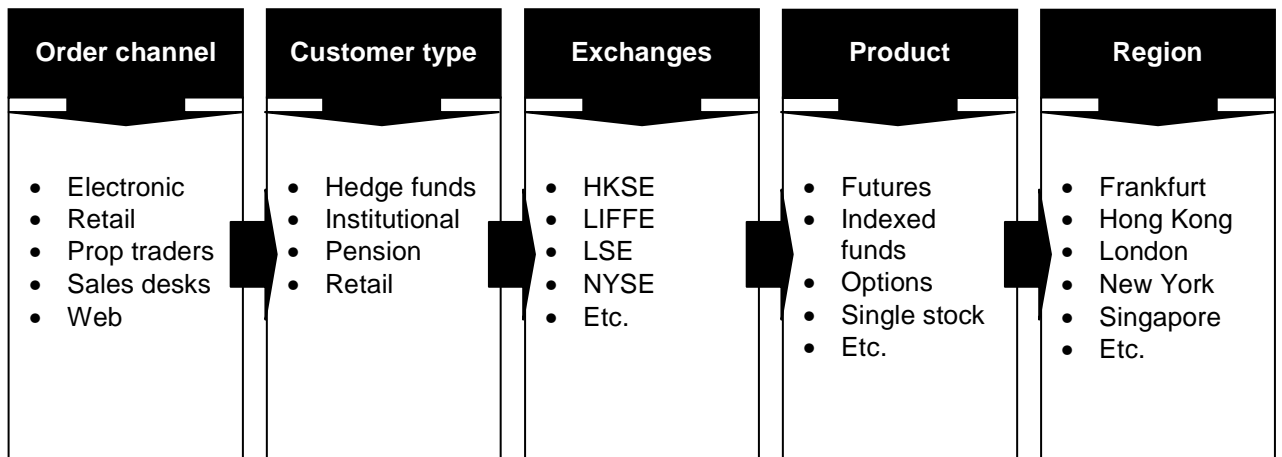 Order channel
• Electronic
• Retail
• Prop traders
• Sales desks
• Web
Customer type
• Hedge funds
• Institutional
• Pension
• Retail
Exchanges
• HKSE
• LIFFE
• LSE
• NYSE
• Etc.
Product
• Futures
• Indexed
funds
• Options
• Single stock
• Etc.
Region
• Frankfurt
• Hong Kong
• London
• New York
• Singapore
• Etc.